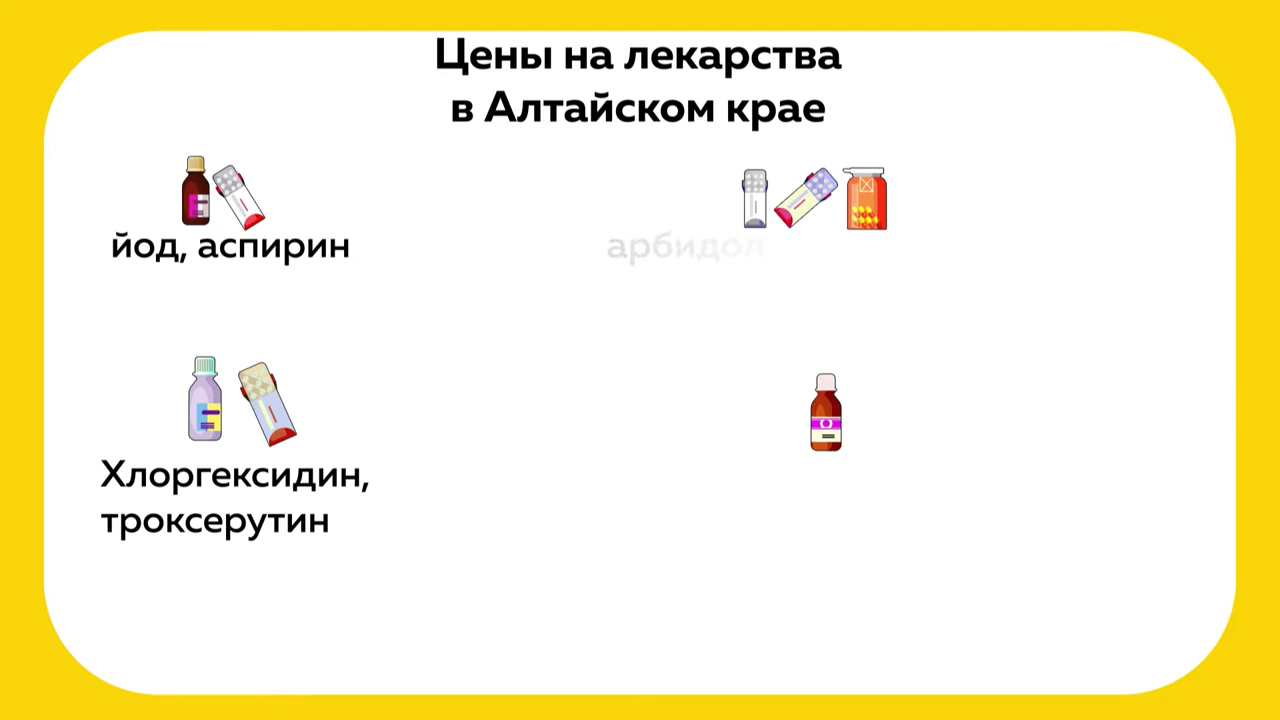 Цены на лекарства
в Алтайском крае
йод, аспирин
арбидол
Хлоргексидин,
троксерутин